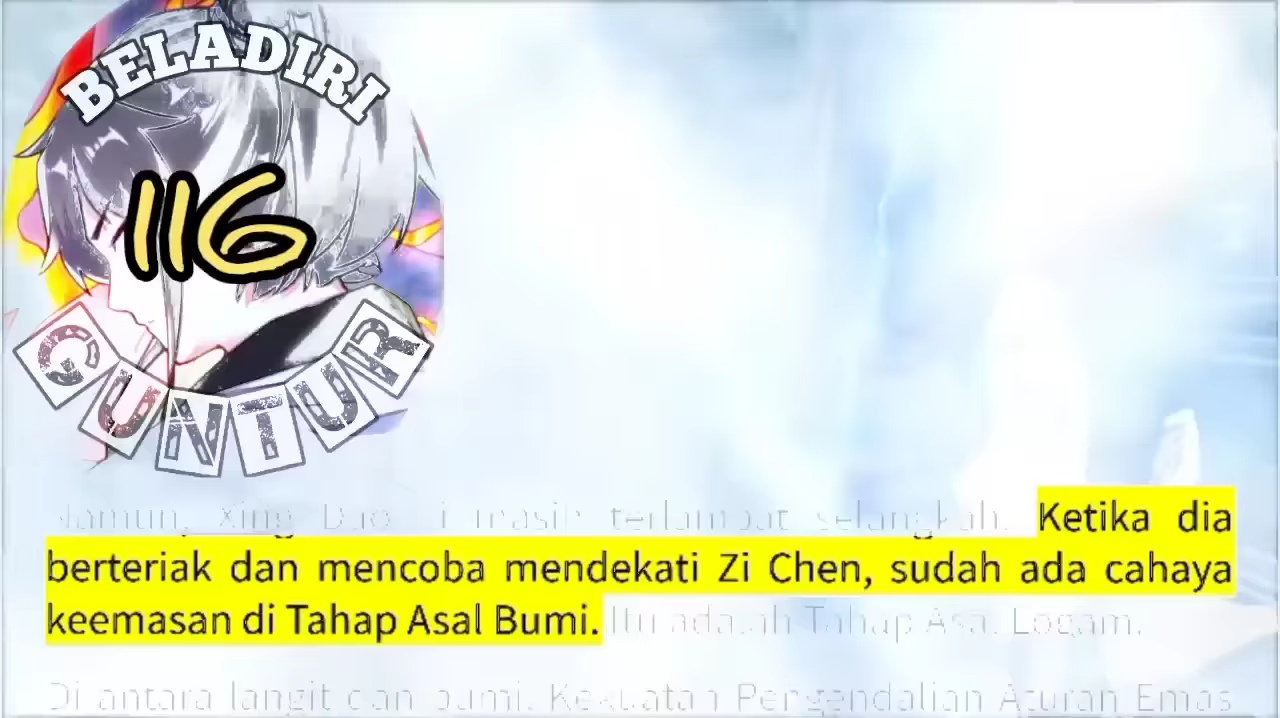 BELADIRI
116
GUNTUR
Namun, Xing Dao masih terlambat selangkah. Ketika dia
berteriak dan mencoba mendekati Zi Chen, sudah ada cahaya
keemasan di Tahap Asal Bumi. Itu adalah Tahap Asal Logam.
Di antara langit dan bumi, Kekuatan Pengendalian Aturan Emas